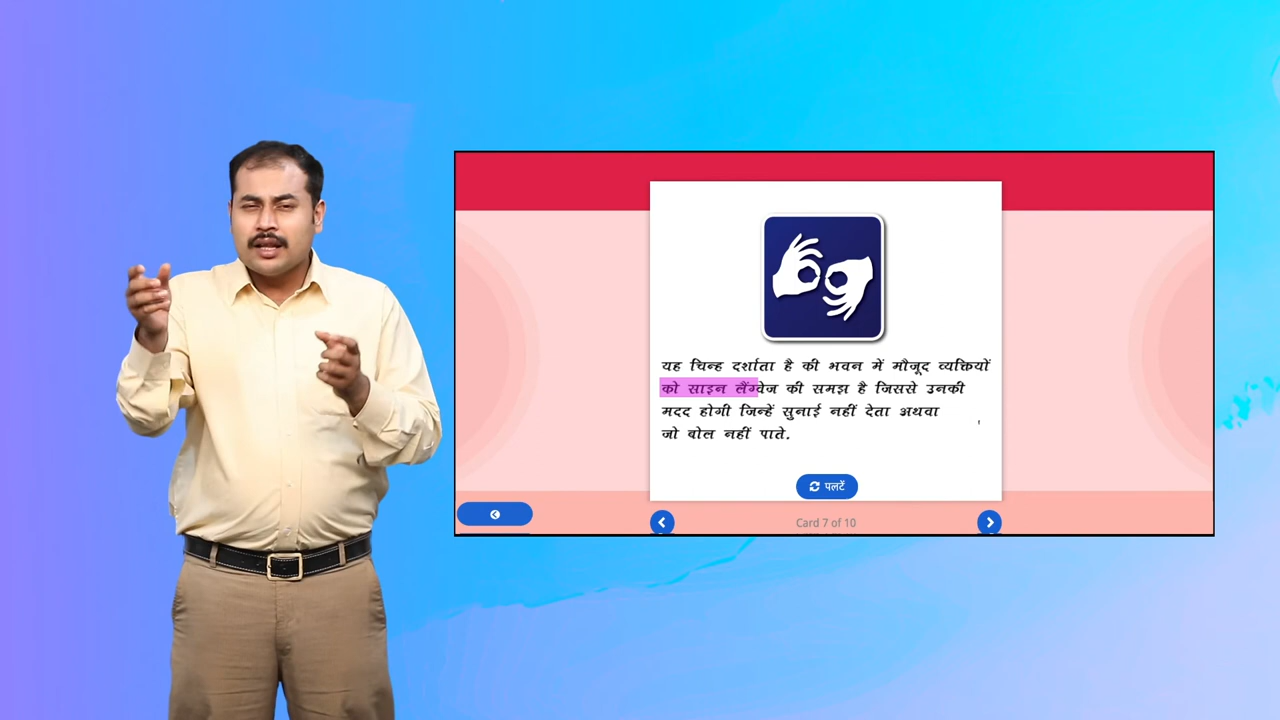 यह चिन्ह दर्शाता है की भवन में मौजूद व्यक्तियों
को साइन लैंग्वेज की समझ है जिससे उनकी
मदद होगी जिन्हें सुनाई नहीं देता अथवा
जो बोल नहीं पाते.
पलटें
Card 7 of 10